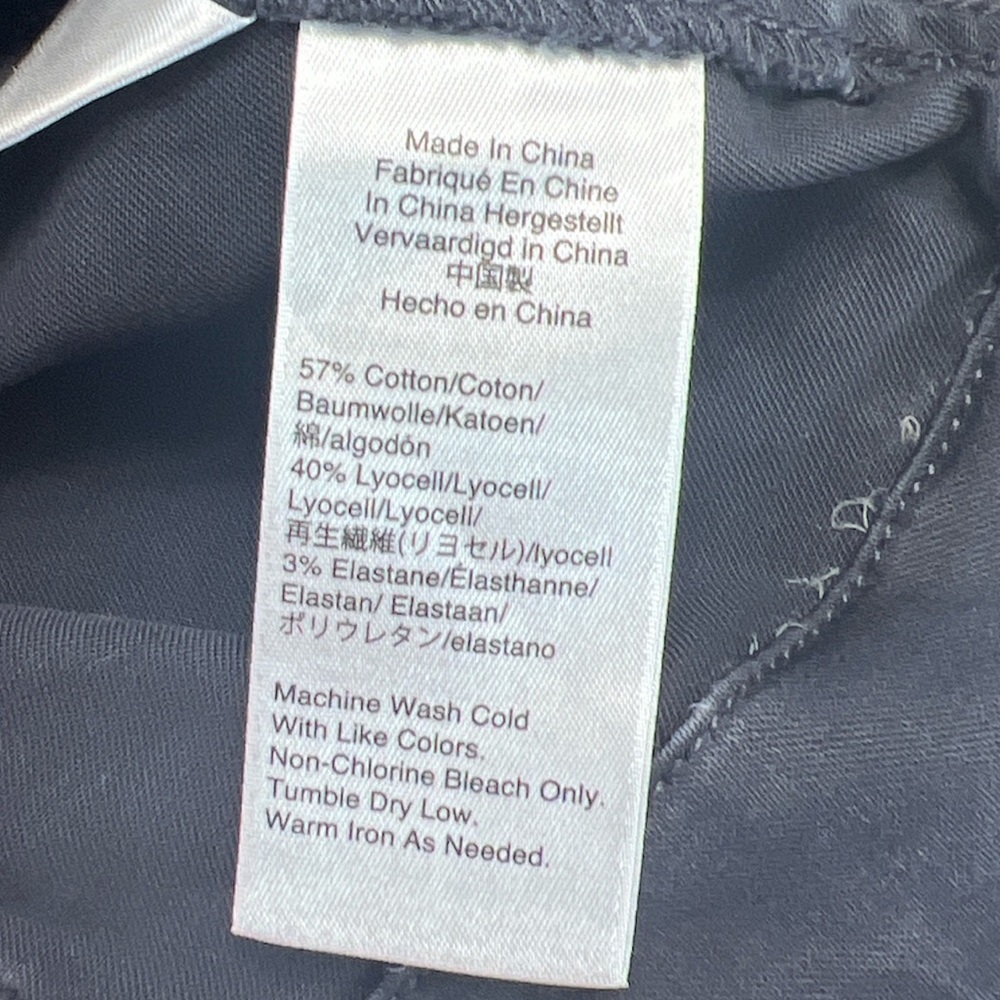 Made In China
Fabriqué En Chine
In China Hergestellt
Vervaardigd in China
中国製
Hecho en China
57% Cotton/Coton/
Baumwolle/Katoen/
綿/algodón
40% Lyocell/Lyocell/
Lyocell/Lyocell/
再生繊維(リヨセル)/lyocell
3% Elastane/Élasthanne/
Elastan/ Elastaan/
ポリウレタン/elastano
Machine Wash Cold
With Like Colors.
Non-Chlorine Bleach Only.
Tumble Dry Low.
Warm Iron As Needed.